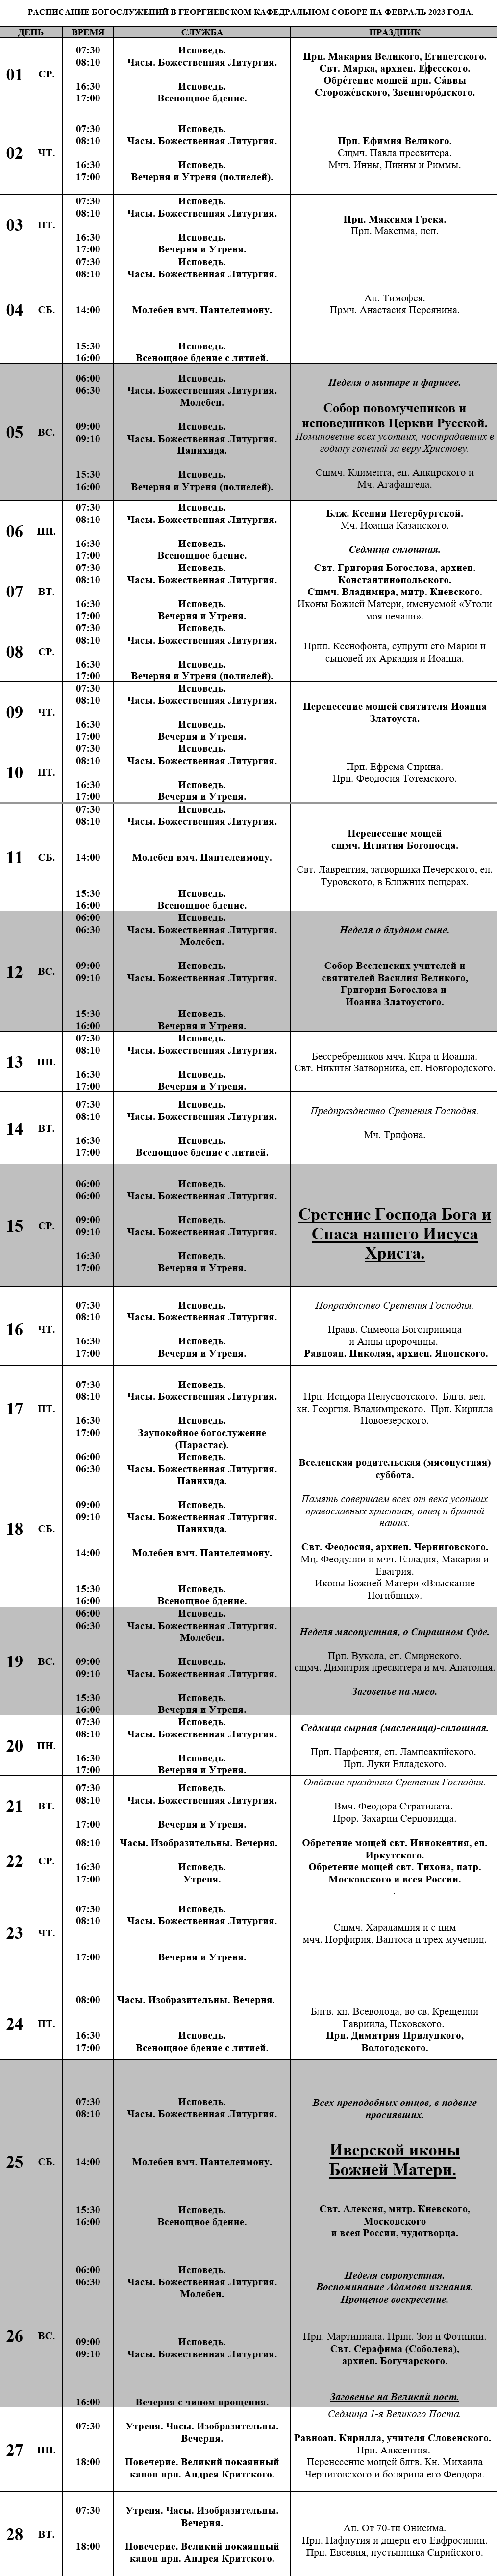 РАСПИСАНИЕ БОГОСЛУЖЕНИЙ В ГЕОРГИЕВСКОМ КАФЕДРАЛЬНОМ СОБОРЕ НА ФЕВРАЛЬ 2023 ГОДА.
ДЕНЬ ВРЕМЯ СЛУЖБА ПРАЗДНИК
01 СР.
07:30 Исповедь.
08:10 Часы. Божественная Литургия.
16:30 Исповедь.
17:00 Всенощное бдение.
Прп. Макария Великого, Египетского.
Свт. Марка, архиеп. Ефесского.
Обре́тение мощей прп. Са́ввы
Сторожéвского, Звенигорóдского.
02 ЧТ.
07:30 Исповедь.
08:10 Часы. Божественная Литургия.
16:30 Исповедь.
17:00 Вечерня и Утреня (полиелей).
Прп. Ефимия Великого.
Сщмч. Павла пресвитера.
Мчч. Инны, Пинны и Риммы.
03 ПТ.
07:30 Исповедь.
08:10 Часы. Божественная Литургия.
16:30 Исповедь.
17:00 Вечерня и Утреня.
Прп. Максима Грека.
Прп. Максима, исп.
04 СБ.
07:30 Исповедь.
08:10 Часы. Божественная Литургия.
14:00 Молебен вмч. Пантелеимону.
15:30 Исповедь.
16:00 Всенощное бдение с литией.
Ап. Тимофея.
Прмч. Анастасия Персянина.
05 ВС.
06:00 Исповедь.
06:30 Часы. Божественная Литургия.
Молебен.
09:00 Исповедь.
09:10 Часы. Божественная Литургия.
Панихида.
15:30 Исповедь.
16:00 Вечерня и Утреня (полиелей).
Неделя о мытаре и фарисее.
Собор новомучеников и
исповедников Церкви Русской.
Поминовение всех усопших, пострадавших в
годину гонений за веру Христову.
Сщмч. Климента, еп. Анкирского и
Мч. Агафангела.
06 ПН.
07:30 Исповедь.
08:10 Часы. Божественная Литургия.
16:30 Исповедь.
17:00 Всенощное бдение.
Блж. Ксении Петербургской.
Мч. Иоанна Казанского.
Седмица сплошная.
07 ВТ.
07:30 Исповедь.
08:10 Часы. Божественная Литургия.
16:30 Исповедь.
17:00 Вечерня и Утреня.
Свт. Григория Богослова, архиеп.
Константинопольского.
Сщмч. Владимира, митр. Киевского.
Иконы Божией Матери, именуемой «Утоли
моя печали».
08 СР.
07:30 Исповедь.
08:10 Часы. Божественная Литургия.
16:30 Исповедь.
17:00 Вечерня и Утреня (полиелей).
Прпп. Ксенофонта, супруги его Марии и
сыновей их Аркадия и Иоанна.
09 ЧТ.
07:30 Исповедь.
08:10 Часы. Божественная Литургия.
16:30 Исповедь.
17:00 Вечерня и Утреня.
Перенесение мощей святителя Иоанна
Златоуста.
10 ПТ.
07:30 Исповедь.
08:10 Часы. Божественная Литургия.
16:30 Исповедь.
17:00 Вечерня и Утреня.
Прп. Ефрема Сирина.
Прп. Феодосия Тотемского.
11 СБ.
07:30 Исповедь.
08:10 Часы. Божественная Литургия.
14:00 Молебен вмч. Пантелеимону.
15:30 Исповедь.
16:00 Всенощное бдение.
Перенесение мощей
сщмч. Игнатия Богоносца.
Свт. Лаврентия, затворника Печерского, еп.
Туровского, в Ближних пещерах.
12 ВС.
06:00 Исповедь.
06:30 Часы. Божественная Литургия.
Молебен.
09:00 Исповедь.
09:10 Часы. Божественная Литургия.
15:30 Исповедь.
16:00 Вечерня и Утреня.
Неделя о блудном сыне.
Собор Вселенских учителей и
святителей Василия Великого,
Григория Богослова и
Иоанна Златоустого.
13 ПН.
07:30 Исповедь.
08:10 Часы. Божественная Литургия.
16:30 Исповедь.
17:00 Вечерня и Утреня.
Бессребреников мчч. Кира и Иоанна.
Свт. Никиты Затворника, еп. Новгородского.
14 ВТ.
07:30 Исповедь.
08:10 Часы. Божественная Литургия.
16:30 Исповедь.
17:00 Всенощное бдение с литией.
Предпразднство Сретения Господня.
Мч. Трифона.
15 СР.
06:00 Исповедь.
06:00 Часы. Божественная Литургия.
09:00 Исповедь.
09:10 Часы. Божественная Литургия.
16:30 Исповедь.
17:00 Вечерня и Утреня.
Сретение Господа Бога и
Спаса нашего Иисуса
Христа.
16 ЧТ.
07:30 Исповедь.
08:10 Часы. Божественная Литургия.
16:30 Исповедь.
17:00 Вечерня и Утреня.
Попразднство Сретения Господня.
Правв. Симеона Богоприимца
и Анны пророчицы.
Равноап. Николая, архиеп. Японского.
17 ПТ.
07:30 Исповедь.
08:10 Часы. Божественная Литургия.
16:30 Исповедь.
17:00 Заупокойное богослужение
(Парастас).
Прп. Исидора Пелусиотского. Блгв. вел.
кн. Георгия. Владимирского. Прп. Кирилла
Новоезерского.
18 СБ.
06:00 Исповедь.
06:30 Часы. Божественная Литургия.
Панихида.
09:00 Исповедь.
09:10 Часы. Божественная Литургия.
Панихида.
14:00 Молебен вмч. Пантелеимону.
15:30 Исповедь.
16:00 Всенощное бдение.
Вселенская родительская (мясопустная)
суббота.
Память совершаем всех от века усопших
православных христиан, отец и братий
наших.
Свт. Феодосия, архиеп. Черниговского.
Мц. Феодулии и мчч. Елладия, Макария и
Евагрия.
Иконы Божией Матери «Взыскание
Погибших».
19 ВС.
06:00 Исповедь.
06:30 Часы. Божественная Литургия.
Молебен.
09:00 Исповедь.
09:10 Часы. Божественная Литургия.
15:30 Исповедь.
16:00 Вечерня и Утреня.
Неделя мясопустная, о Страшном Суде.
Прп. Вукола, еп. Смирнского.
сщмч. Димитрия пресвитера и мч. Анатолия.
Заговенье на мясо.
20 ПН.
07:30 Исповедь.
08:10 Часы. Божественная Литургия.
16:30 Исповедь.
17:00 Вечерня и Утреня.
Седмица сырная (масленица)-сплошная.
Прп. Парфения, еп. Лампсакийского.
Прп. Луки Елладского.
21 ВТ.
07:30 Исповедь.
08:10 Часы. Божественная Литургия.
17:00 Вечерня и Утреня.
Отдание праздника Сретения Господня.
Вмч. Феодора Стратилата.
Прор. Захарии Серповидца.
22 СР.
08:10 Часы. Изобразительны. Вечерня.
16:30 Исповедь.
17:00 Утреня.
Обретение мощей свт. Иннокентия, еп.
Иркутского.
Обретение мощей свт. Тихова, патр.
Московского и всея России.
23 ЧТ.
07:30 Исповедь.
08:10 Часы. Божественная Литургия.
17:00 Вечерня и Утреня.
.
Сщмч. Харалампия и с ним
мчч. Порфирия, Ваптоса и трех мучениц.
24 ПТ.
08:00 Часы. Изобразительны. Вечерня.
16:30 Исповедь.
17:00 Всенощное бдение с литией.
Блгв. кн. Всеволода, во св. Крещении
Гавриила, Псковского.
Прп. Димитрия Прилуцкого,
Вологодского.
25 СБ.
07:30 Исповедь.
08:10 Часы. Божественная Литургия.
14:00 Молебен вмч. Пантелеимону.
15:30 Исповедь.
16:00 Всенощное бдение.
Всех преподобных отцов, в подвиге
просиявших.
Иверской иконы
Божией Матери.
Свт. Алексия, митр. Киевского,
Московского
и всея России, чудотворца.
26 ВС.
06:00 Исповедь.
06:30 Часы. Божественная Литургия.
Молебен.
09:00 Исповедь.
09:10 Часы. Божественная Литургия.
16:00 Вечерня с чином прощения.
Неделя сыропустная.
Воспоминание Адамова изгнания.
Прощеное воскресение.
Прп. Мартиниана. Прпп. Зои и Фотинии.
Свт. Серафима (Соболева),
архиеп. Богучарского.
Заговенье на Великий пост.
27 ПН.
07:30 Утреня. Часы. Изобразительны.
Вечерня.
18:00 Повечерие. Великий покаянный
канон прп. Андрея Критского.
Седмица 1-я Великого Поста.
Равноап. Кирилла, учителя Словенского.
Прп. Авксентия.
Перенесение мощей блгв. Кн. Михаила
Черниговского и болярина его Феодора.
28 ВТ.
07:30 Утреня. Часы. Изобразительны.
Вечерня.
18:00 Повечерие. Великий покаянный
канон прп. Андрея Критского.
Ап. От 70-ти Онисима.
Прп. Пафнутия и дщери его Евфросинии.
Прп. Евсевия, пустынника Сирийского.